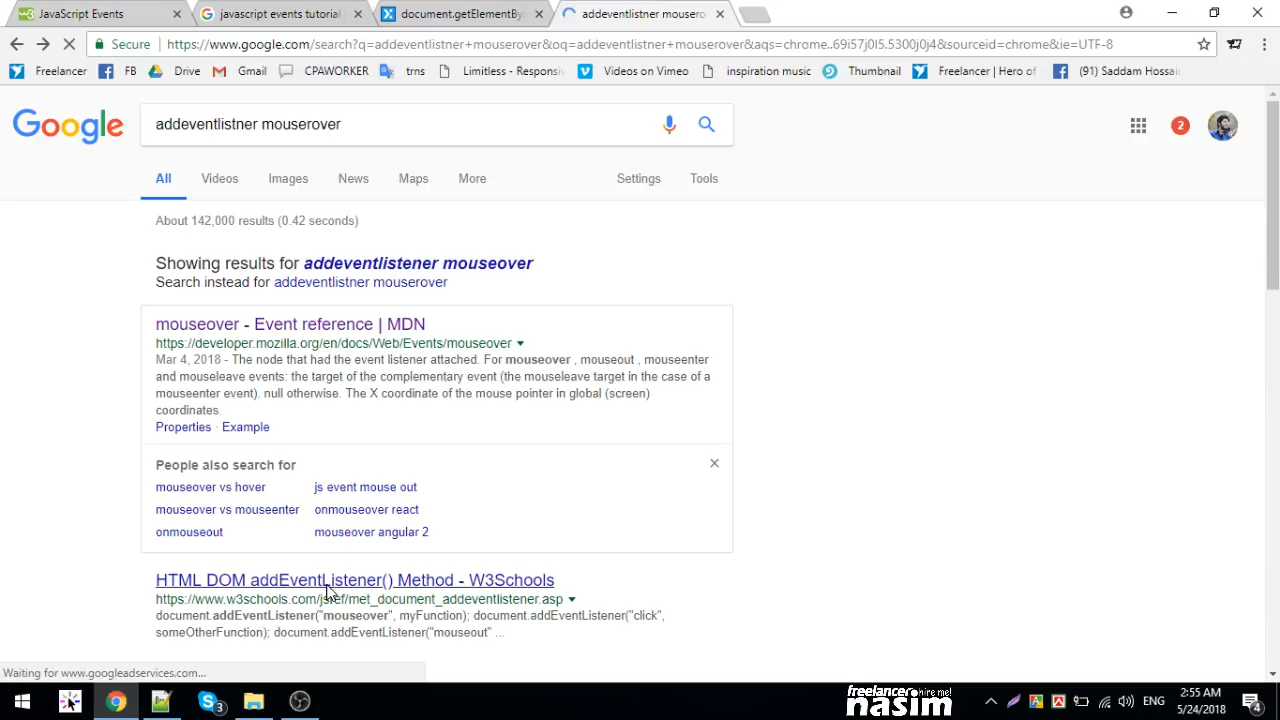 JavaScript Events
javascript events tutorial
document.getElementBy
addeventlistner mousero
Secure
https://www.google.com/search?q=addeventlistner+mouserover&oq=addeventlistner+mouserover&aqs=chrome..69i57j0l5.5300j0j4&sourceid=chrome&ie=UTF-8
Freelancer
FB
Drive
Gmail
CPAWORKER
trns
Limitless - Responsi
Videos on Vimeo
inspiration music
Thumbnail
Freelancer | Hero of
(91) Saddam Hossai
Google
addeventlistner mouserover
2
All
Videos
Images
News
Maps
More
Settings
Tools
About 142,000 results (0.42 seconds)
Showing results for addeventlistener mouseover
Search instead for addeventlistner mouserover
mouseover - Event reference | MDN
https://developer.mozilla.org/en/docs/Web/Events/mouseover
Mar 4, 2018 - The node that had the event listener attached. For mouseover , mouseout , mouseenter
and mouseleave events: the target of the complementary event (the mouseleave target in the case of a
mouseenter event). null otherwise. The X coordinate of the mouse pointer in global (screen)
coordinates.
Properties · Example
People also search for
mouseover vs hover
js event mouse out
mouseover vs mouseenter
onmouseover react
onmouseout
mouseover angular 2
HTML DOM addEventListener() Method - W3Schools
https://www.w3schools.com/jsref/met_document_addeventlistener.asp
document.addEventListener("mouseover", myFunction); document.addEventListener("click",
someOtherFunction); document.addEventListener("mouseout" ...
Waiting for www.googleadservices.com...
3
freelancer hire me!
nasim
ENG
2:55 AM
5/24/2018
4